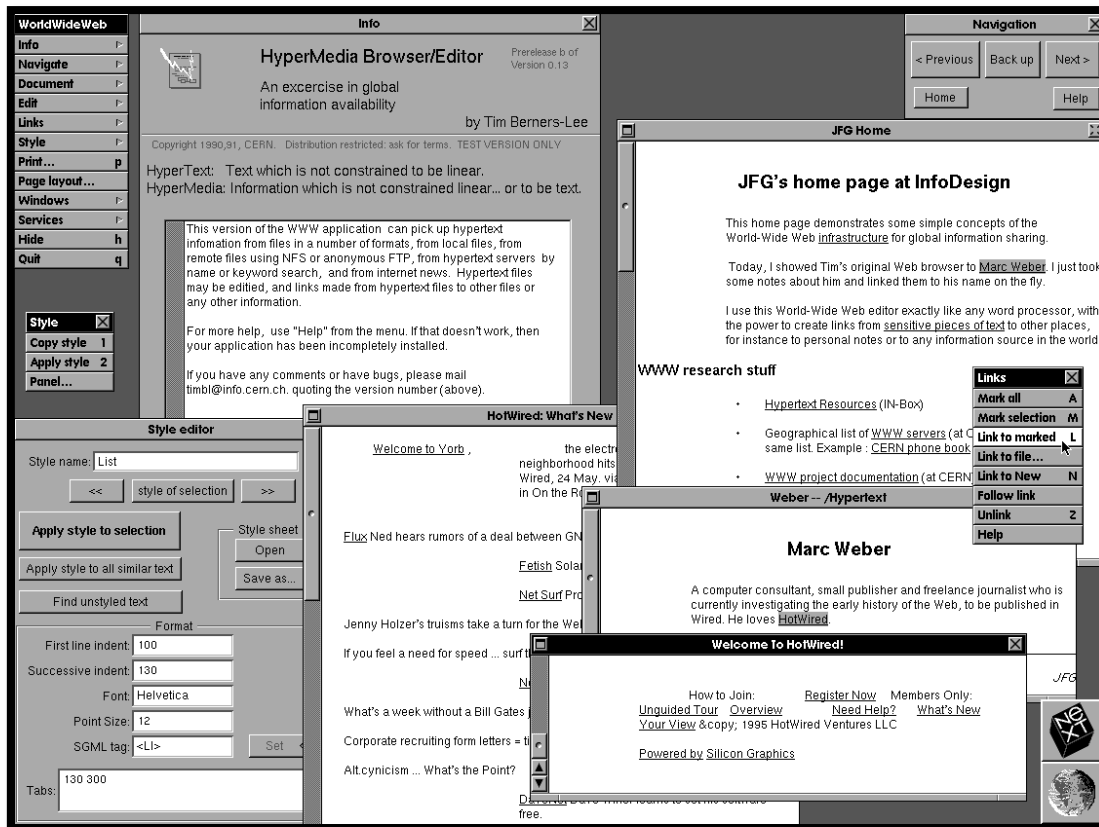 WorldWideWeb
Info
Navigate
Document
Edit
Links
Style
Print... p
Page layout...
Windows
Services
Hide h
Quit q
Style
Copy style 1
Apply style 2
Panel...
Info
HyperMedia Browser/Editor
Prerelease b of
Version 0.13
An excercise in global
information availability
by Tim Berners-Lee
Copyright 1990,91, CERN. Distribution restricted: ask for terms. TEST VERSION ONLY
HyperText: Text which is not constrained to be linear.
HyperMedia: Information which is not constrained linear... or to be text.
This version of the WWW application can pick up hypertext
infomation from files in a number of formats, from local files, from
remote files using NFS or anonymous FTP, from hypertext servers by
name or keyword search, and from internet news. Hypertext files
may be editied, and links made from hypertext files to other files or
any other information.
For more help, use "Help" from the menu. If that doesn't work, then
your application has been incompletely installed.
If you have any comments or have bugs, please mail
timbl@info.cern.ch. quoting the version number (above).
Navigation
< Previous Back up Next >
Home Help
JFG Home
JFG's home page at InfoDesign
This home page demonstrates some simple concepts of the
World-Wide Web infrastructure for global information sharing.
Today, I showed Tim's original Web browser to Marc Weber. I just took
some notes about him and linked them to his name on the fly.
I use this World-Wide Web editor exactly like any word processor, with
the power to create links from sensitive pieces of text to other places,
for instance to personal notes or to any information source in the world
WWW research stuff
• Hypertext Resources (IN-Box)
• Geographical list of WWW servers (at C
same list. Example : CERN phone book
• WWW project documentation (at CERN
Links
Mark all A
Mark selection M
Link to marked L
Link to file...
Link to New N
Follow link
Unlink Z
Help
Style editor
Style name: List
<< style of selection >>
Apply style to selection
Apply style to all similar text
Find unstyled text
Style sheet
Open
Save as...
Format
First line indent: 100
Successive indent: 130
Font: Helvetica
Point Size: 12
SGML tag: <LI>
Set
Tabs: 130 300
HotWired: What's New
Welcome to Yorb , the electro
neighborhood hits
Wired, 24 May. via
in On the Ro
Flux Ned hears rumors of a deal between GN
Fetish Solar
Net Surf Pro
Jenny Holzer's truisms take a turn for the Wel
If you feel a need for speed ... surf t
What's a week without a Bill Gates j
Corporate recruiting form letters = ti
Alt.cynicism ... What's the Point?
free.
Weber -- /Hypertext
Marc Weber
A computer consultant, small publisher and freelance journalist who is
currently investigating the early history of the Web, to be published in
Wired. He loves HotWired.
JFG
Welcome To HotWired!
How to Join: Register Now Members Only:
Unguided Tour Overview Need Help? What's New
Your View &copy; 1995 HotWired Ventures LLC
Powered by Silicon Graphics
NeXT